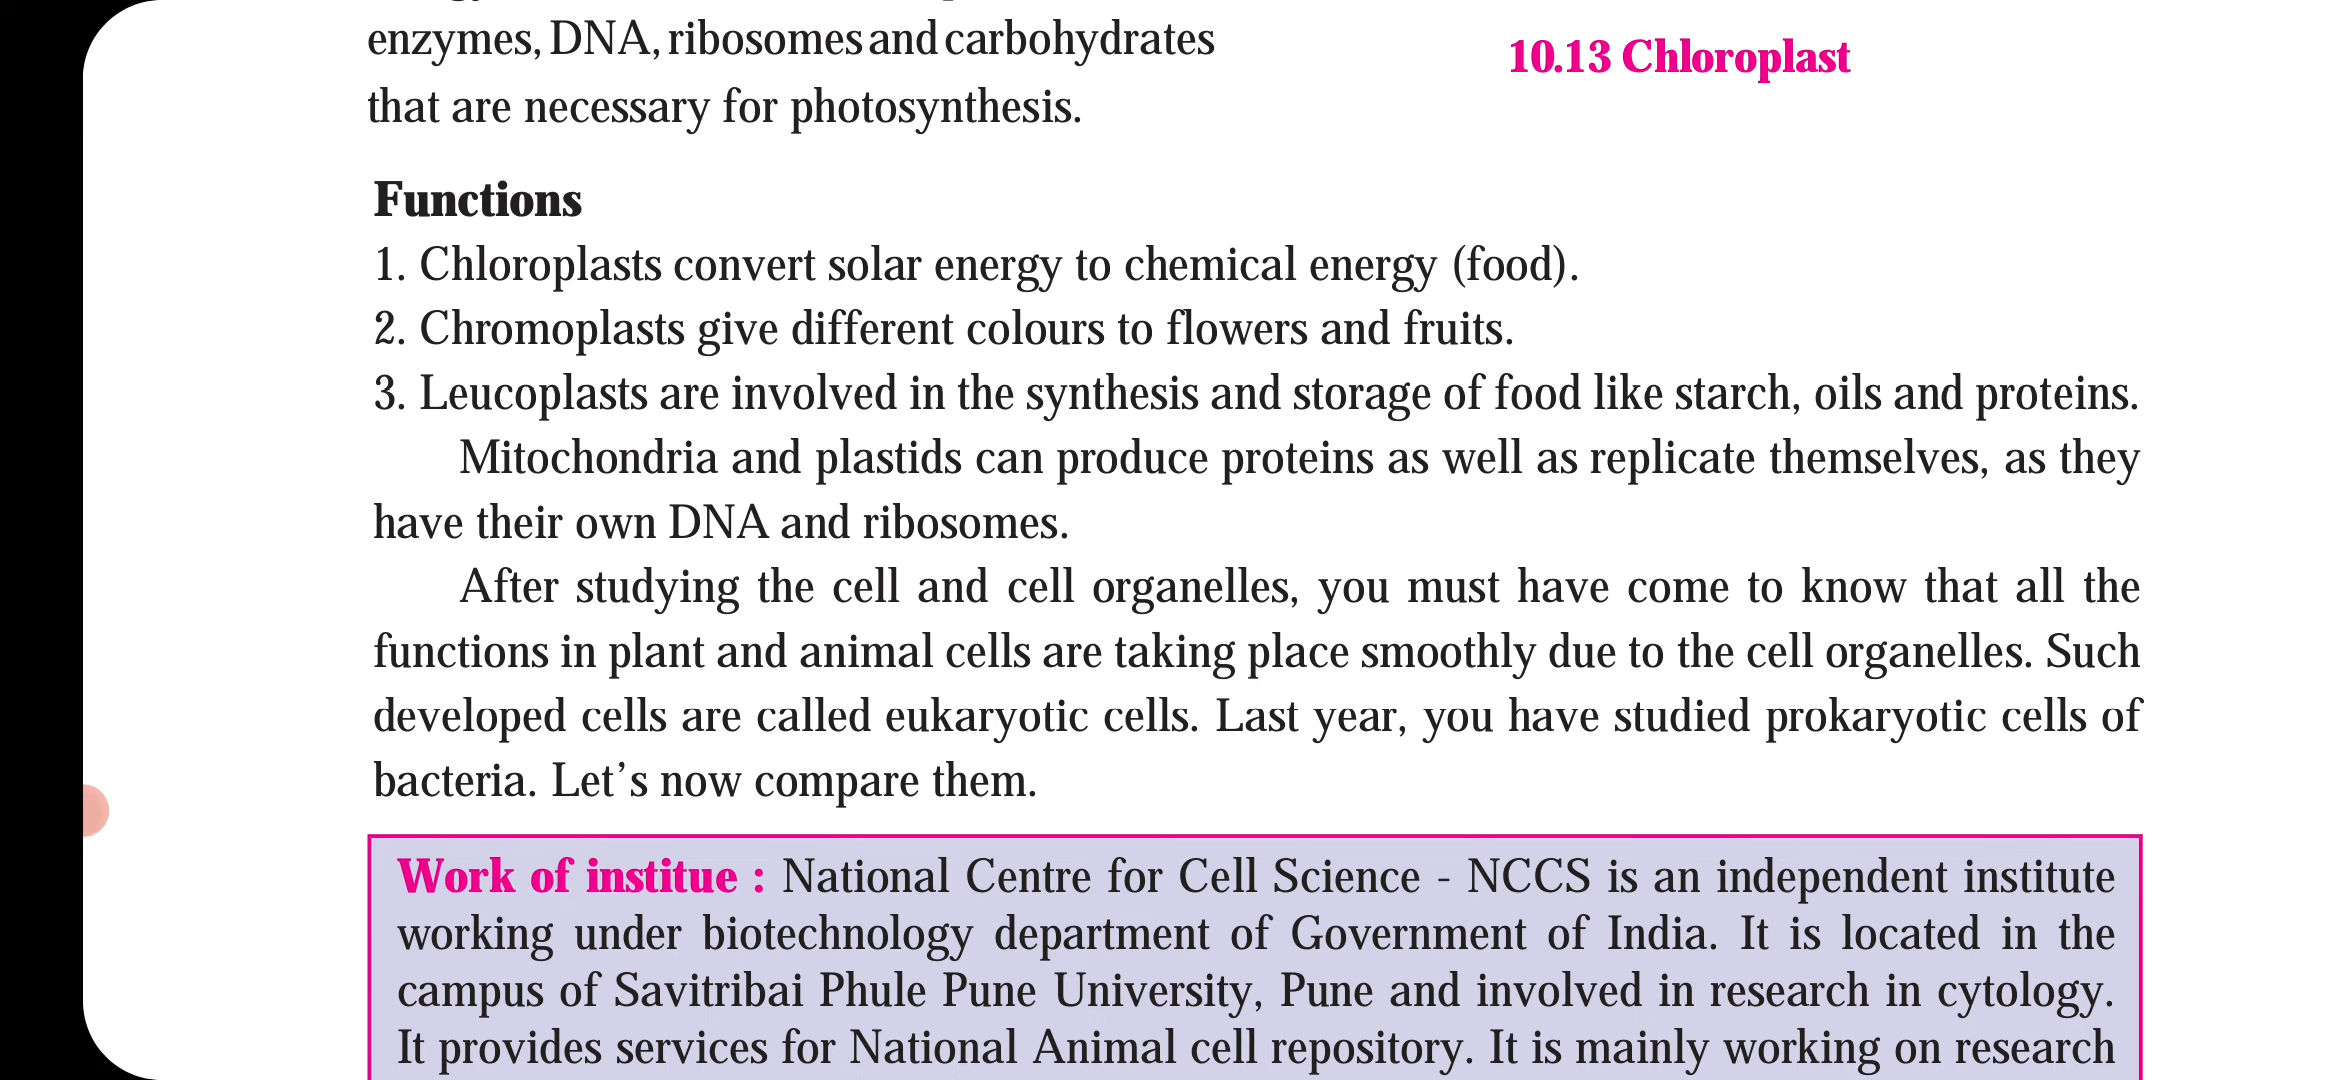 enzymes, DNA, ribosomes and carbohydrates
that are necessary for photosynthesis.
10.13 Chloroplast
Functions
1. Chloroplasts convert solar energy to chemical energy (food).
2. Chromoplasts give different colours to flowers and fruits.
3. Leucoplasts are involved in the synthesis and storage of food like starch, oils and proteins.
Mitochondria and plastids can produce proteins as well as replicate themselves, as they
have their own DNA and ribosomes.
After studying the cell and cell organelles, you must have come to know that all the
functions in plant and animal cells are taking place smoothly due to the cell organelles. Such
developed cells are called eukaryotic cells. Last year, you have studied prokaryotic cells of
bacteria. Let’s now compare them.
Work of institue : National Centre for Cell Science - NCCS is an independent institute
working under biotechnology department of Government of India. It is located in the
campus of Savitribai Phule Pune University, Pune and involved in research in cytology.
It provides services for National Animal cell repository. It is mainly working on research